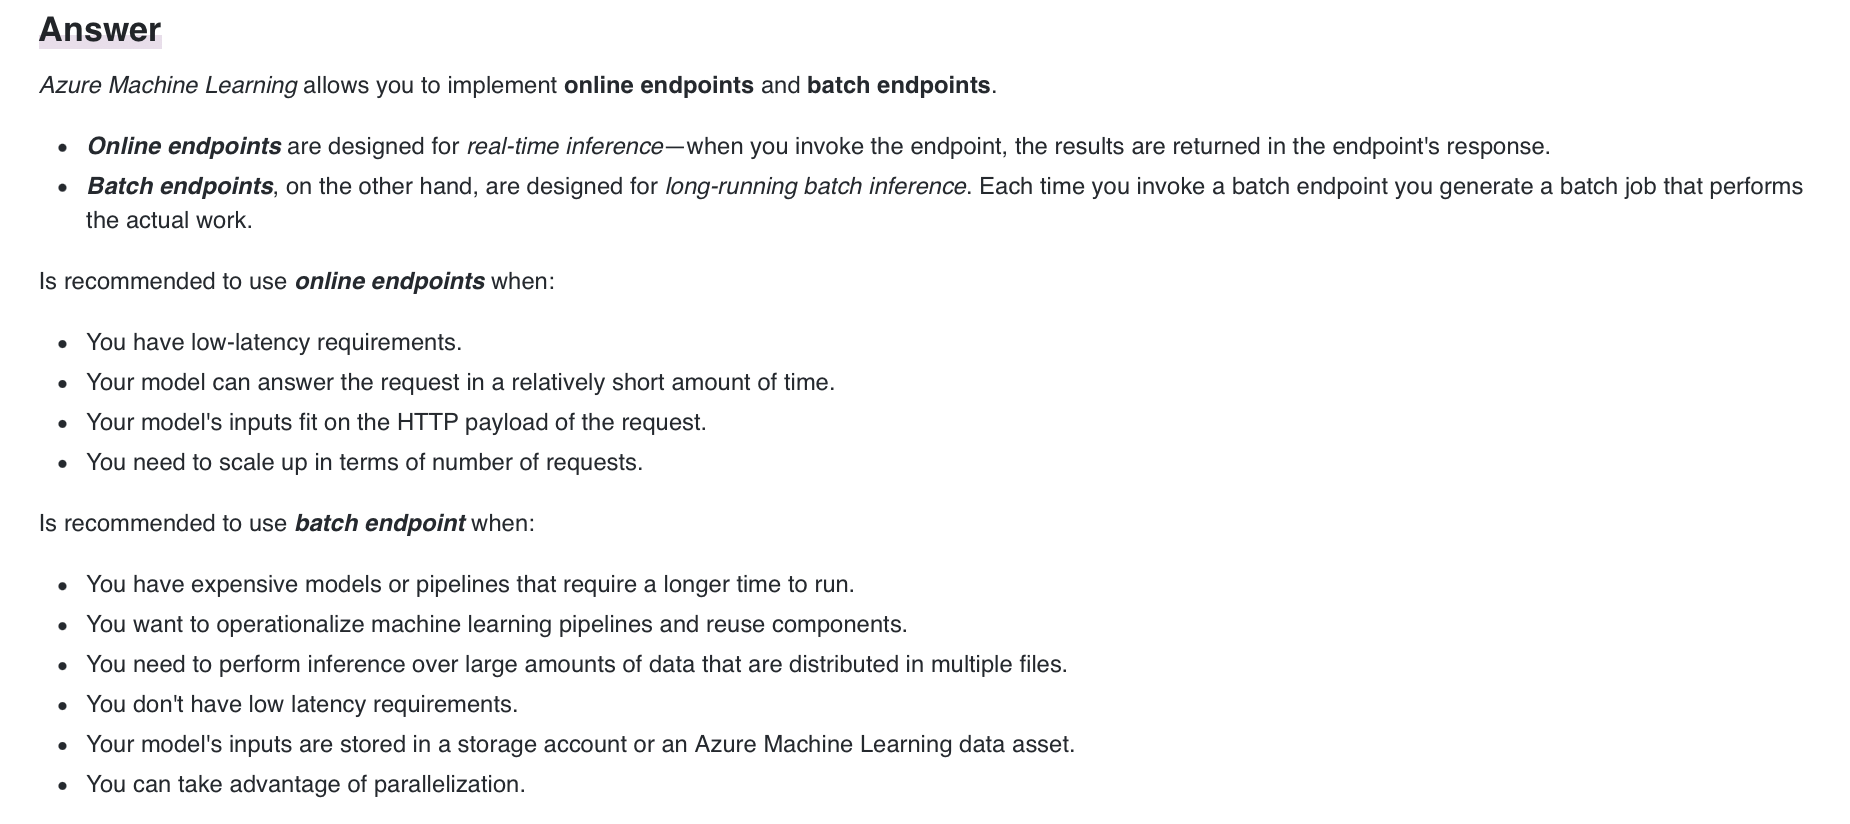 Answer
Azure Machine Learning allows you to implement online endpoints and batch endpoints.
• Online endpoints are designed for real-time inference—when you invoke the endpoint, the results are returned in the endpoint's response.
• Batch endpoints, on the other hand, are designed for long-running batch inference. Each time you invoke a batch endpoint you generate a batch job that performs
the actual work.
Is recommended to use online endpoints when:
• You have low-latency requirements.
• Your model can answer the request in a relatively short amount of time.
• Your model's inputs fit on the HTTP payload of the request.
• You need to scale up in terms of number of requests.
Is recommended to use batch endpoint when:
• You have expensive models or pipelines that require a longer time to run.
• You want to operationalize machine learning pipelines and reuse components.
• You need to perform inference over large amounts of data that are distributed in multiple files.
• You don't have low latency requirements.
• Your model's inputs are stored in a storage account or an Azure Machine Learning data asset.
• You can take advantage of parallelization.